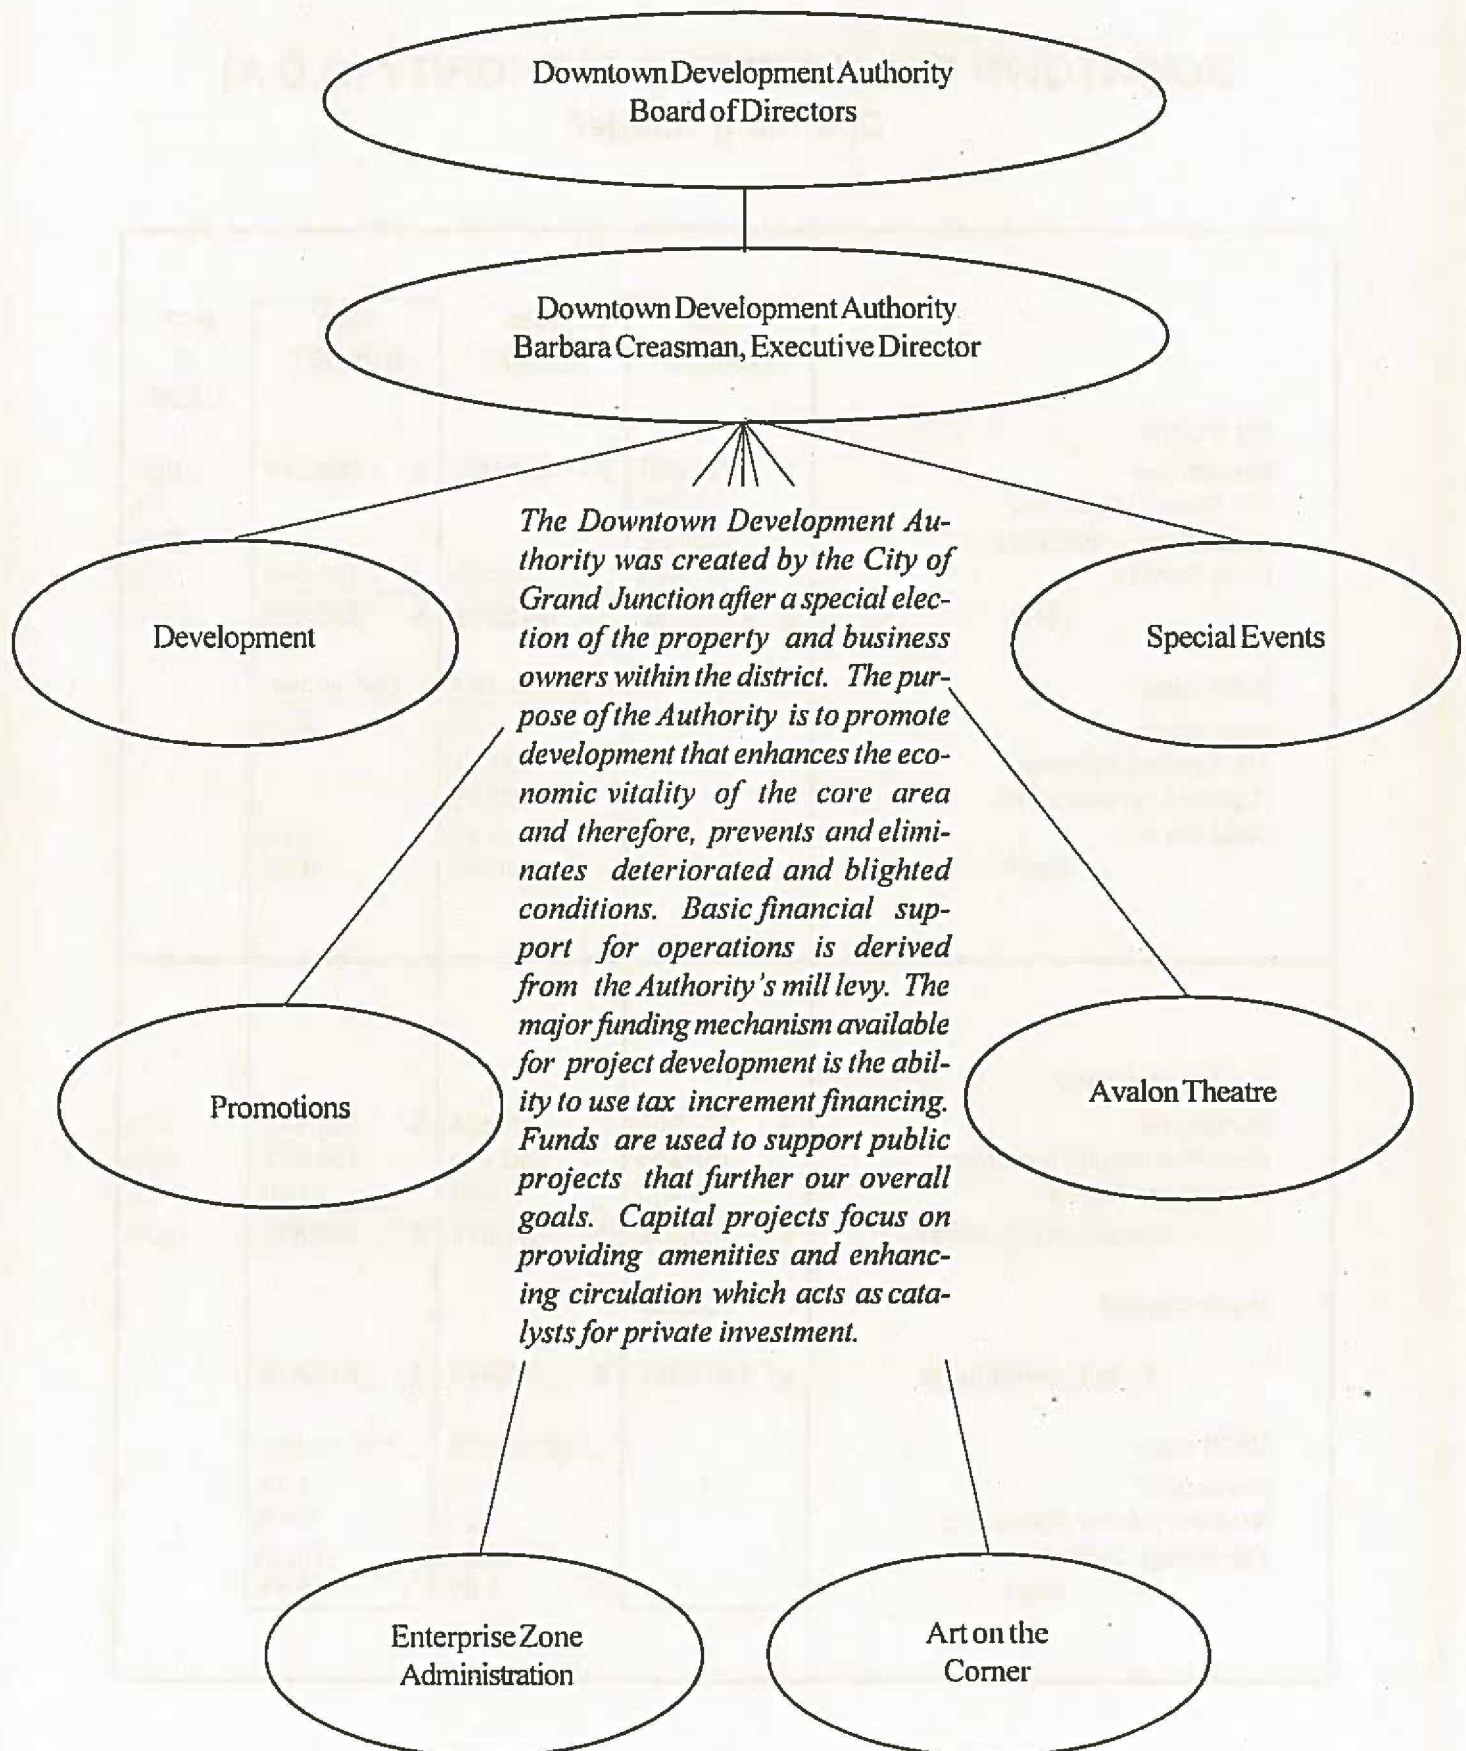 Downtown Development Authority
Board of Directors
Downtown Development Authority
Barbara Creasman, Executive Director
The Downtown Development Au-
thority was created by the City of
Grand Junction after a special elec-
tion of the property and business
owners within the district. The pur-
pose of the Authority is to promote
development that enhances the eco-
nomic vitality of the core area
and therefore, prevents and elimi-
nates deteriorated and blighted
conditions. Basic financial sup-
port for operations is derived
from the Authority's mill levy. The
major funding mechanism available
for project development is the abil-
ity to use tax increment financing.
Funds are used to support public
projects that further our overall
goals. Capital projects focus on
providing amenities and enhanc-
ing circulation which acts as cata-
lysts for private investment.
Development
Special Events
Promotions
Avalon Theatre
Enterprise Zone
Administration
Art on the
Corner